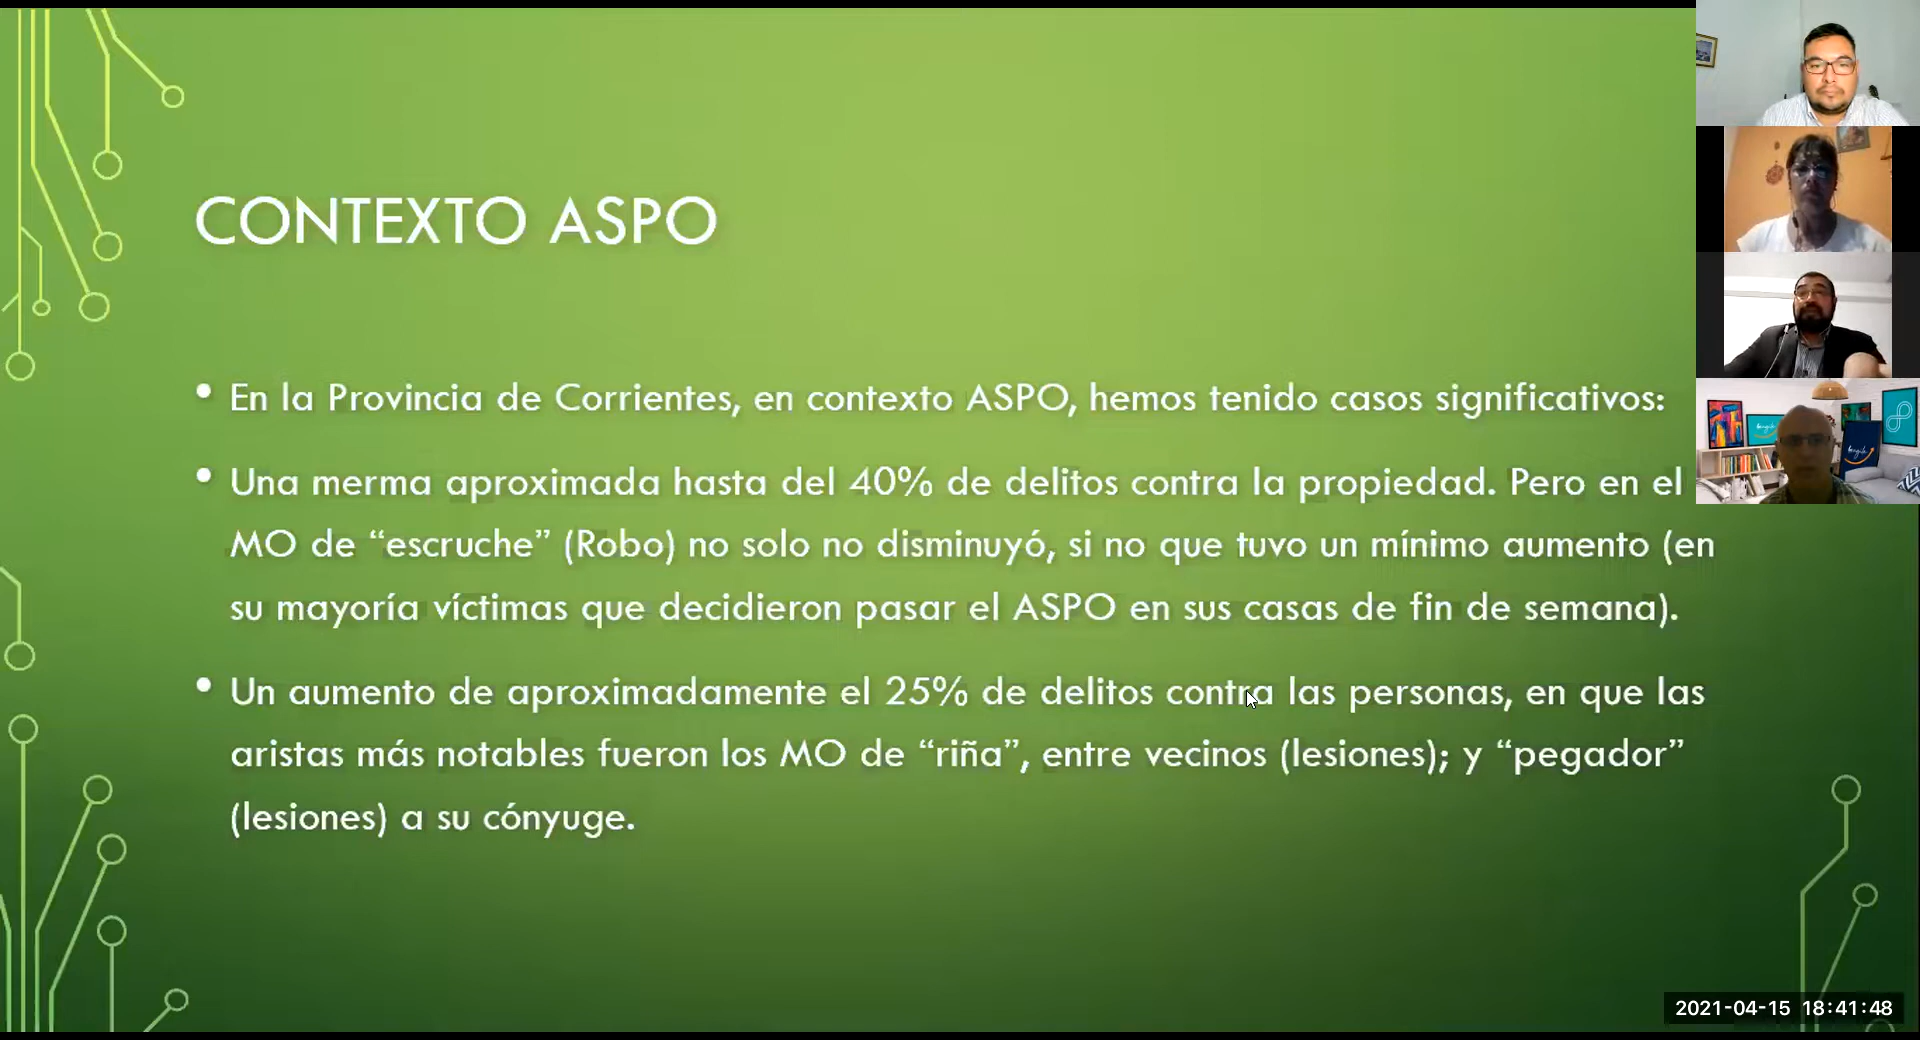 CONTEXTO ASPO
• En la Provincia de Corrientes, en contexto ASPO, hemos tenido casos significativos:
• Una merma aproximada hasta del 40% de delitos contra la propiedad. Pero en el
MO de “escruche” (Robo) no solo no disminuyó, si no que tuvo un mínimo aumento (en
su mayoría víctimas que decidieron pasar el ASPO en sus casas de fin de semana).
• Un aumento de aproximadamente el 25% de delitos contra las personas, en que las
aristas más notables fueron los MO de “riña”, entre vecinos (lesiones); y “pegador”
(lesiones) a su cónyuge.
2021-04-15 18:41:48